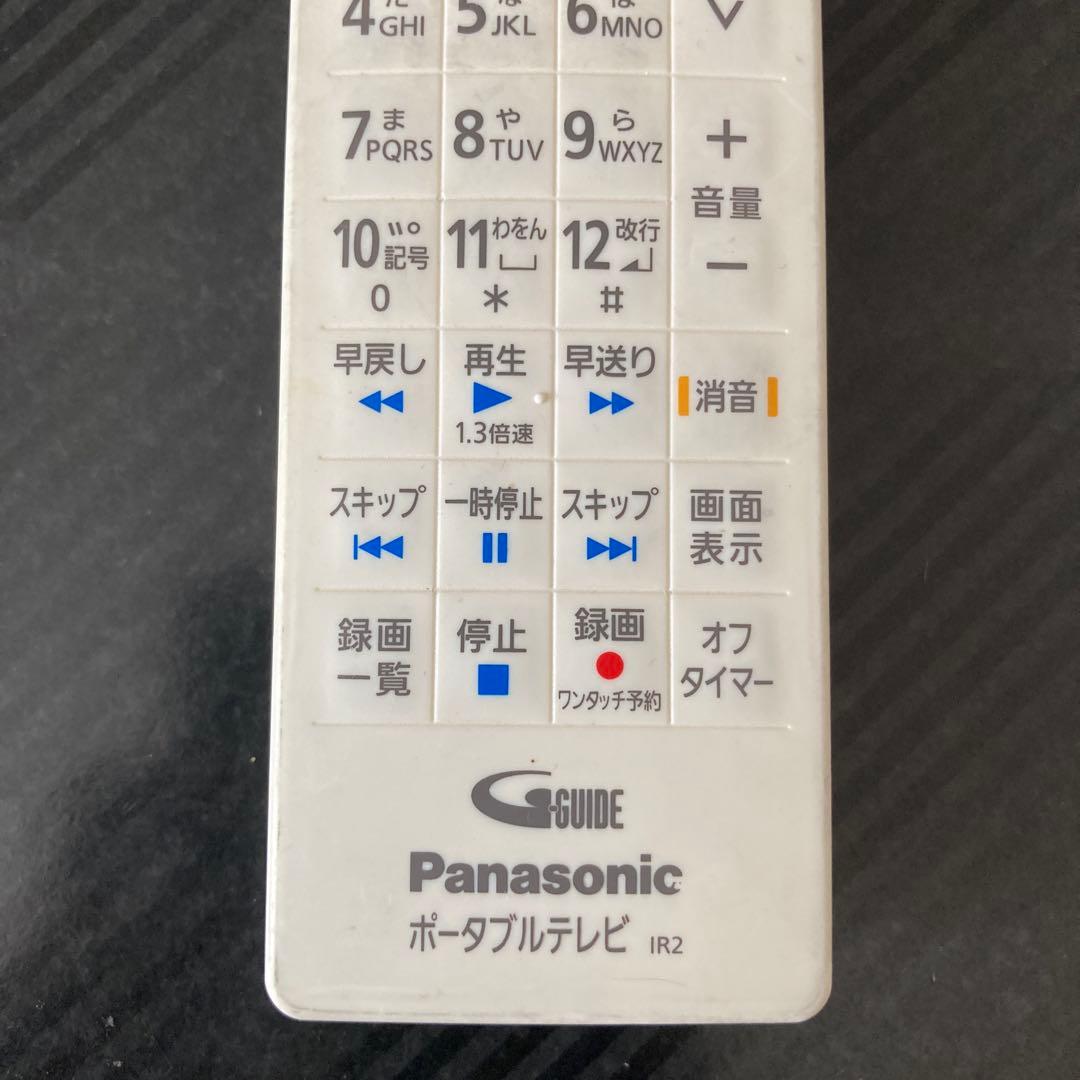 4 た GHI
5 な JKL
6 は MNO
7 ま PQRS
8 や TUV
9 ら WXYZ
+
音量
−
10 ゛゜ 記号
0
11 わをん
*
12 改行
#
早戻し
再生
1.3倍速
早送り
消音
スキップ
一時停止
スキップ
画面
表示
録画
一覧
停止
録画
ワンタッチ予約
オフ
タイマー
G-GUIDE
Panasonic
ポータブルテレビ IR2